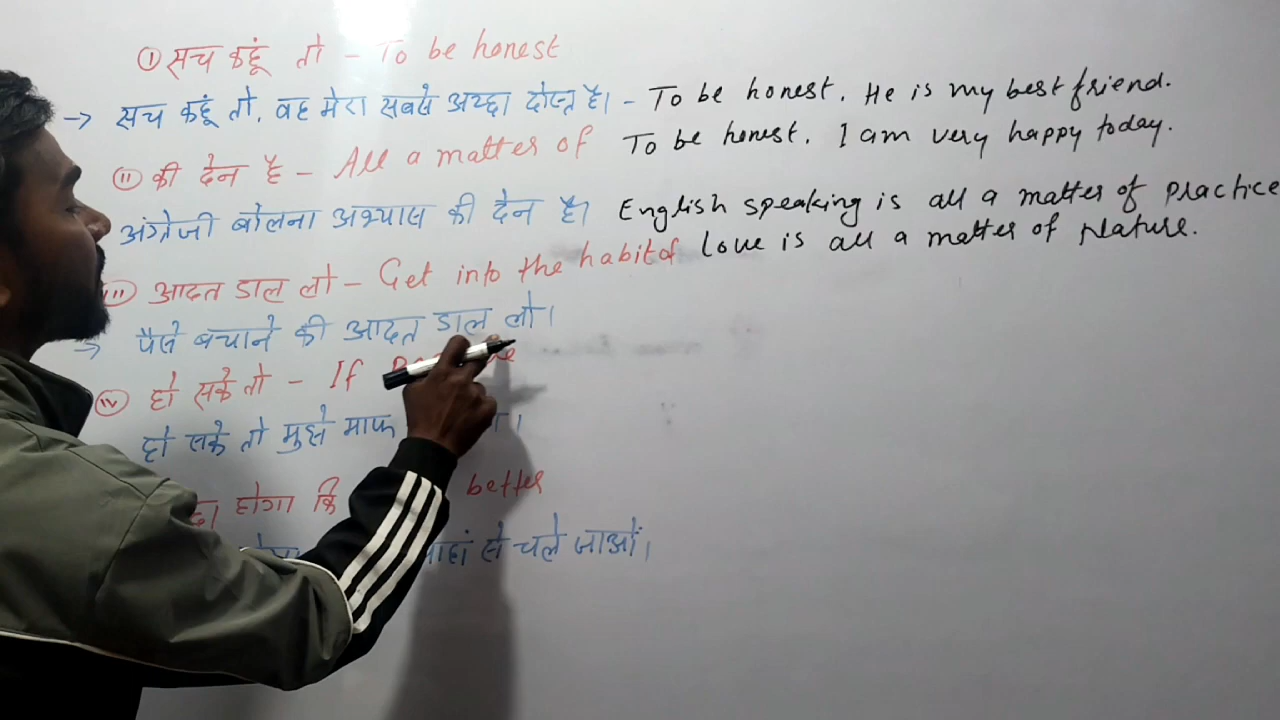 ① सच कहूं तो - To be honest
→ सच कहूं तो, वह मेरा सबसे अच्छा दोस्त है। - To be honest. He is my best friend.
To be honest. I am very happy today.
(ii) की देन है - All a matter of
अंग्रेजी बोलना अभ्यास की देन है। English speaking is all a matter of practice
Love is all a matter of Nature.
(iii) आदत डाल लो - Get into the habit of
→ पैसे बचाने की आदत डाल लो।
(iv) हो सके तो - If
हो सके तो मुझे माफ
होगा कि better
से चले जाओं।